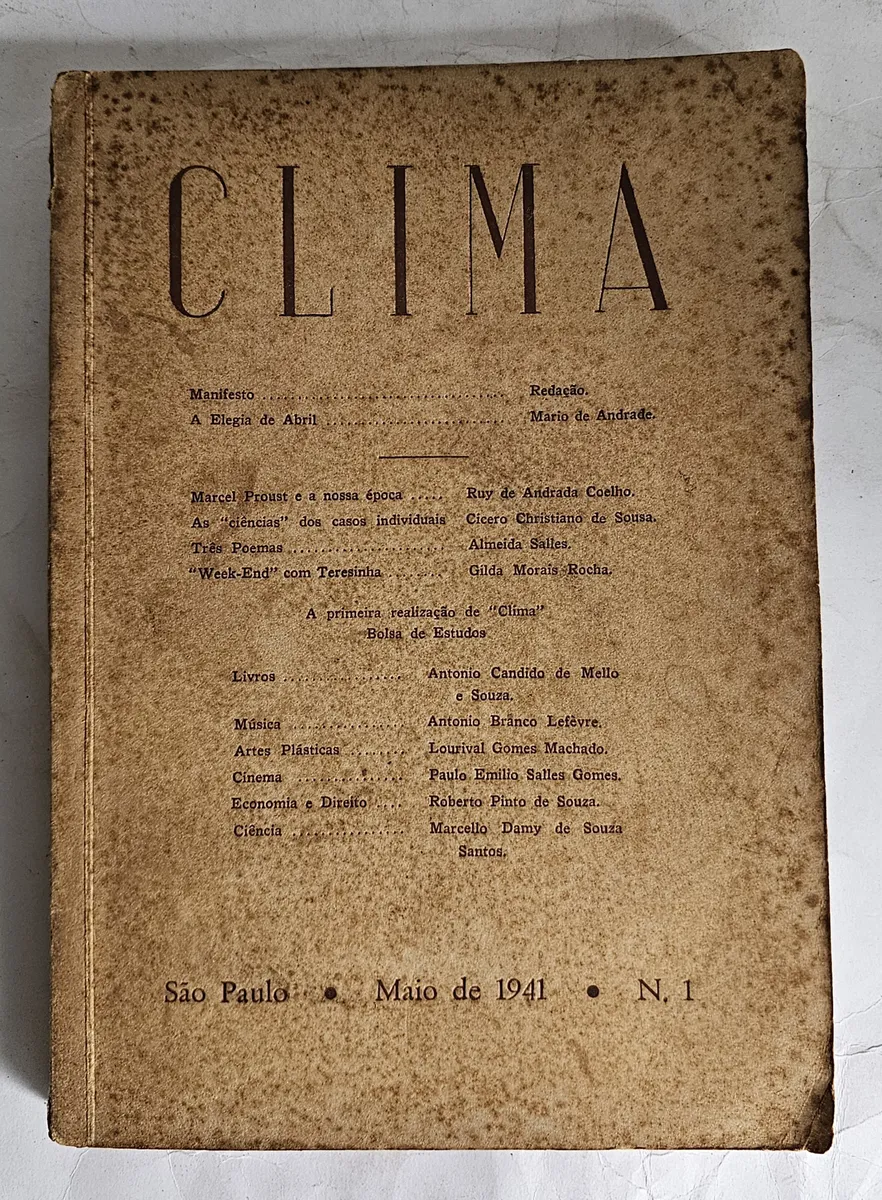 CLIMA
Manifesto ........................................ Redação.
A Elegia de Abril ............................. Mario de Andrade.
Marcel Proust e a nossa época ..... Ruy de Andrada Coelho.
As "ciências" dos casos individuais Cicero Christiano de Sousa.
Três Poemas ......................... Almeida Salles.
"Week-End" com Teresinha ........ Gilda Morais Rocha.
A primeira realização de "Clima"
Bolsa de Estudos
Livros .................. Antonio Candido de Mello
e Souza.
Música ................. Antonio Branco Lefèvre.
Artes Plásticas ......... Lourival Gomes Machado.
Cinema ................ Paulo Emilio Salles Gomes.
Economia e Direito .... Roberto Pinto de Souza.
Ciência ................. Marcello Damy de Souza
Santos.
São Paulo • Maio de 1941 • N. 1